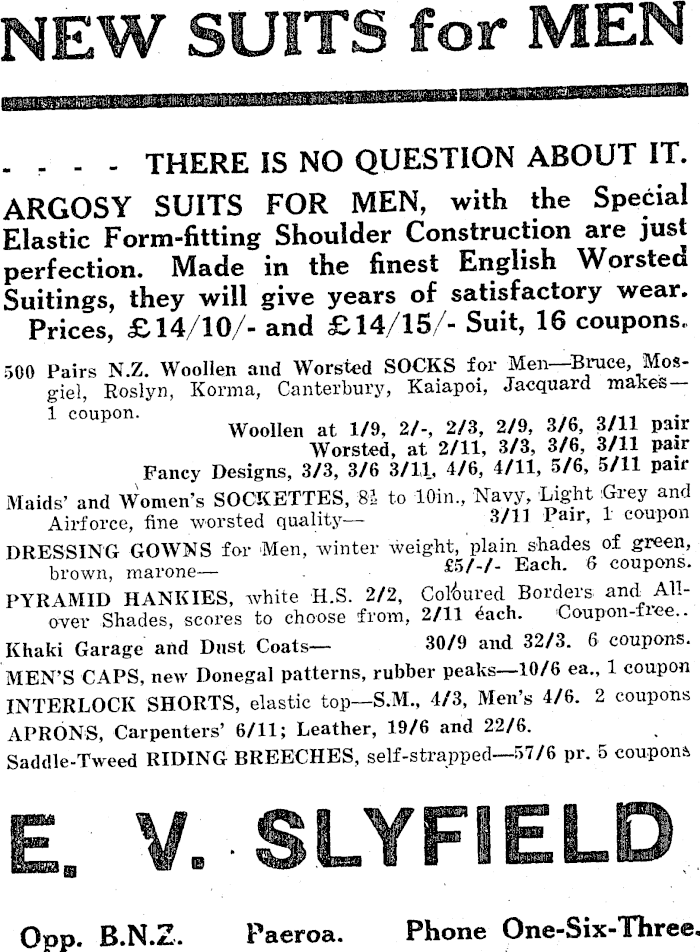 NEW SUITS for MEN
- - - - THERE IS NO QUESTION ABOUT IT.
ARGOSY SUITS FOR MEN, with the Special
Elastic Form-fitting Shoulder Construction are just
perfection. Made in the finest English Worsted
Suitings, they will give years of satisfactory wear.
Prices, £14/10/- and £14/15/- Suit, 16 coupons.
500 Pairs N.Z. Woollen and Worsted SOCKS for Men—Bruce, Mos-
giel, Roslyn, Korma, Canterbury, Kaiapoi, Jacquard makes—
1 coupon.
Woollen at 1/9, 2/-, 2/3, 2/9, 3/6, 3/11 pair
Worsted, at 2/11, 3/3, 3/6, 3/11 pair
Fancy Designs, 3/3, 3/6 3/11, 4/6, 4/11, 5/6, 5/11 pair
Maids' and Women's SOCKETTES, 8½ to 10in., Navy, Light Grey and
Airforce, fine worsted quality— 3/11 Pair, 1 coupon
DRESSING GOWNS for Men, winter weight, plain shades of green,
brown, marone— £5/-/- Each. 6 coupons.
PYRAMID HANKIES, white H.S. 2/2, Coloured Borders and All-
over Shades, scores to choose from, 2/11 each. Coupon-free..
Khaki Garage and Dust Coats— 30/9 and 32/3. 6 coupons.
MEN'S CAPS, new Donegal patterns, rubber peaks—10/6 ea., 1 coupon
INTERLOCK SHORTS, elastic top—S.M., 4/3, Men's 4/6. 2 coupons
APRONS, Carpenters' 6/11; Leather, 19/6 and 22/6.
Saddle-Tweed RIDING BREECHES, self-strapped—57/6 pr. 5 coupons
E. V. SLYFIELD
Opp. B.N.Z. Paeroa. Phone One-Six-Three.